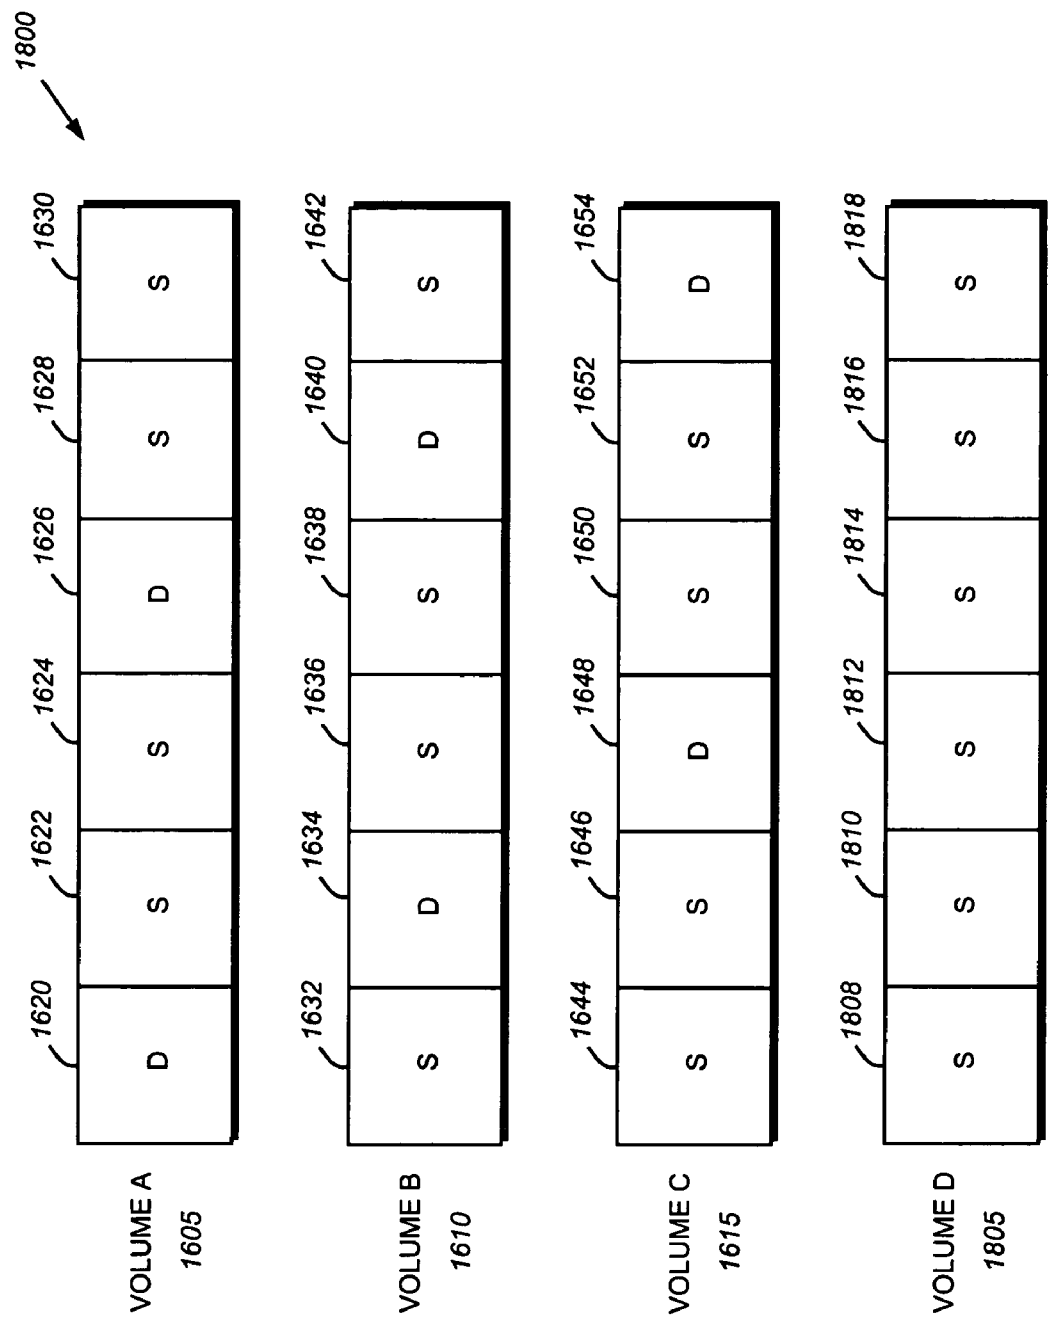 1800
1620 1622 1624 1626 1628 1630
VOLUME A D S S D S S
1605
1632 1634 1636 1638 1640 1642
VOLUME B S D S S D S
1610
1644 1646 1648 1650 1652 1654
VOLUME C S S D S S D
1615
1808 1810 1812 1814 1816 1818
VOLUME D S S S S S S
1805